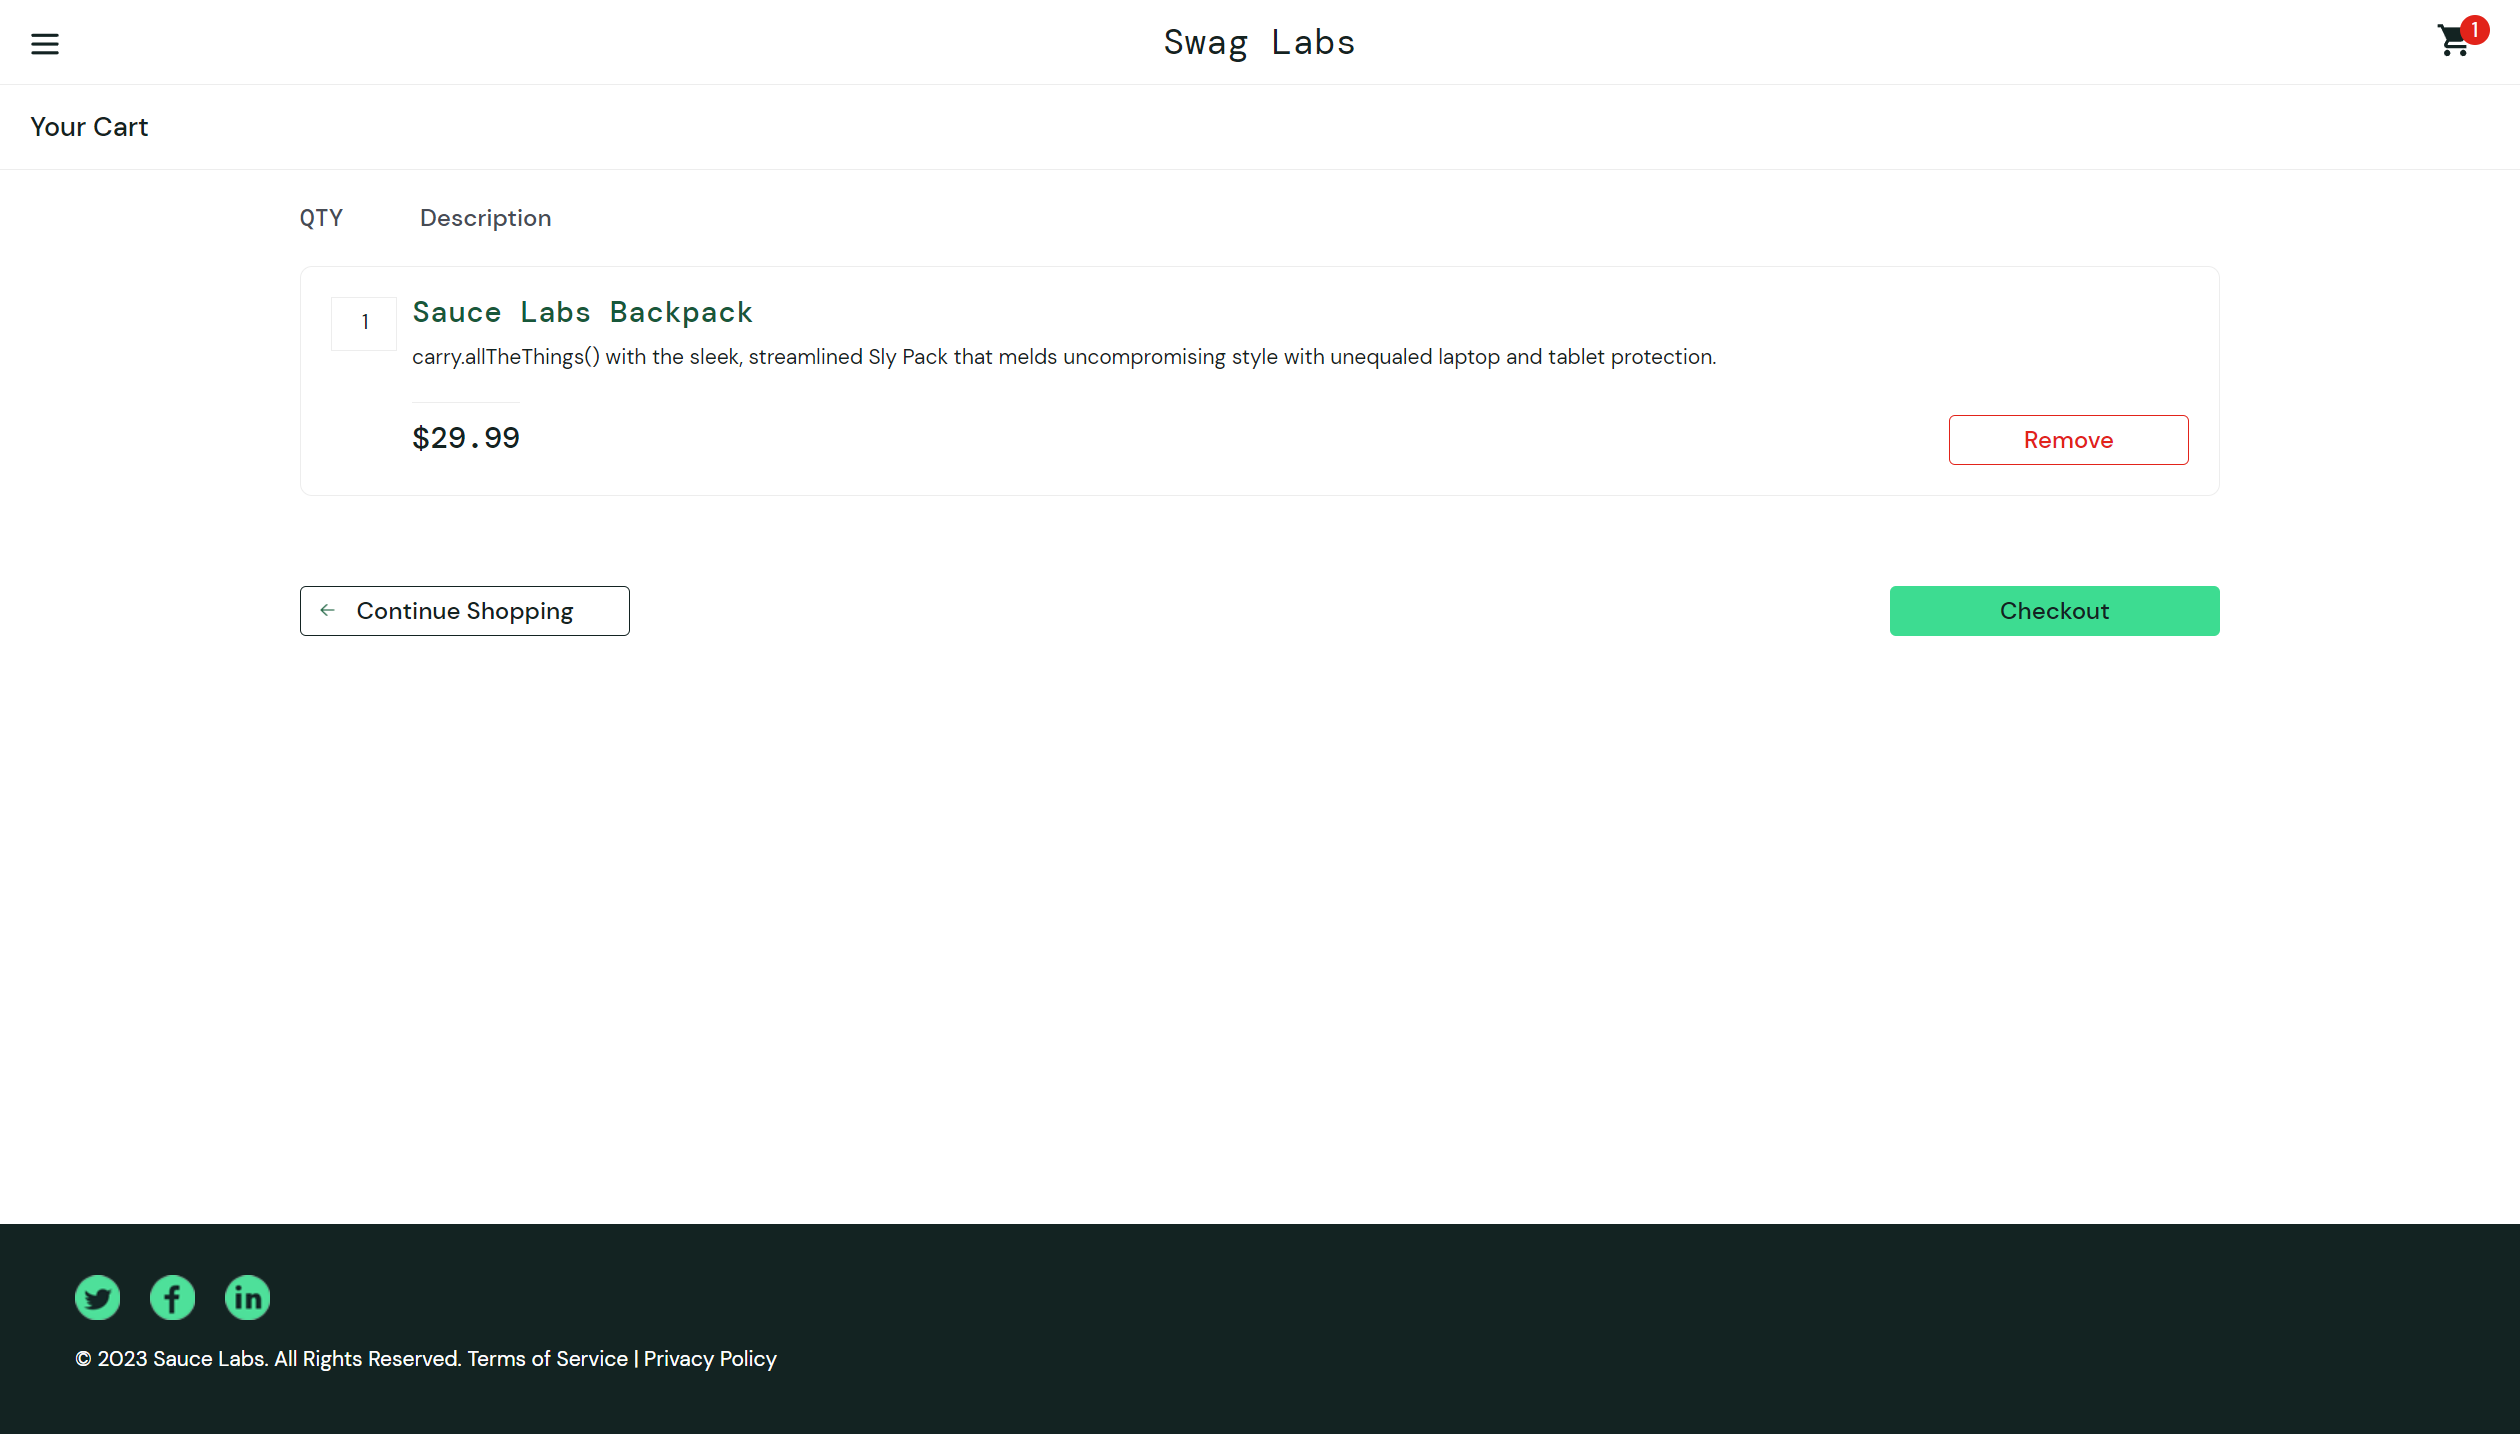 Swag Labs
1
Your Cart
QTY Description
1
Sauce Labs Backpack
carry.allTheThings() with the sleek, streamlined Sly Pack that melds uncompromising style with unequaled laptop and tablet protection.
$29.99
Remove
Continue Shopping
Checkout
© 2023 Sauce Labs. All Rights Reserved. Terms of Service | Privacy Policy